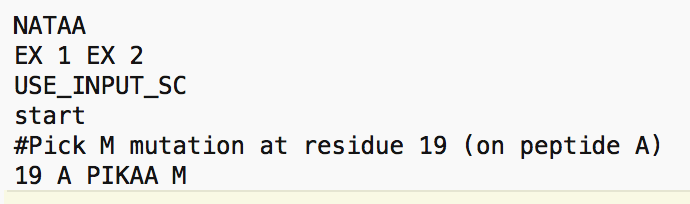 NATAA
EX 1 EX 2
USE_INPUT_SC
start
#Pick M mutation at residue 19 (on peptide A)
19 A PIKAA M